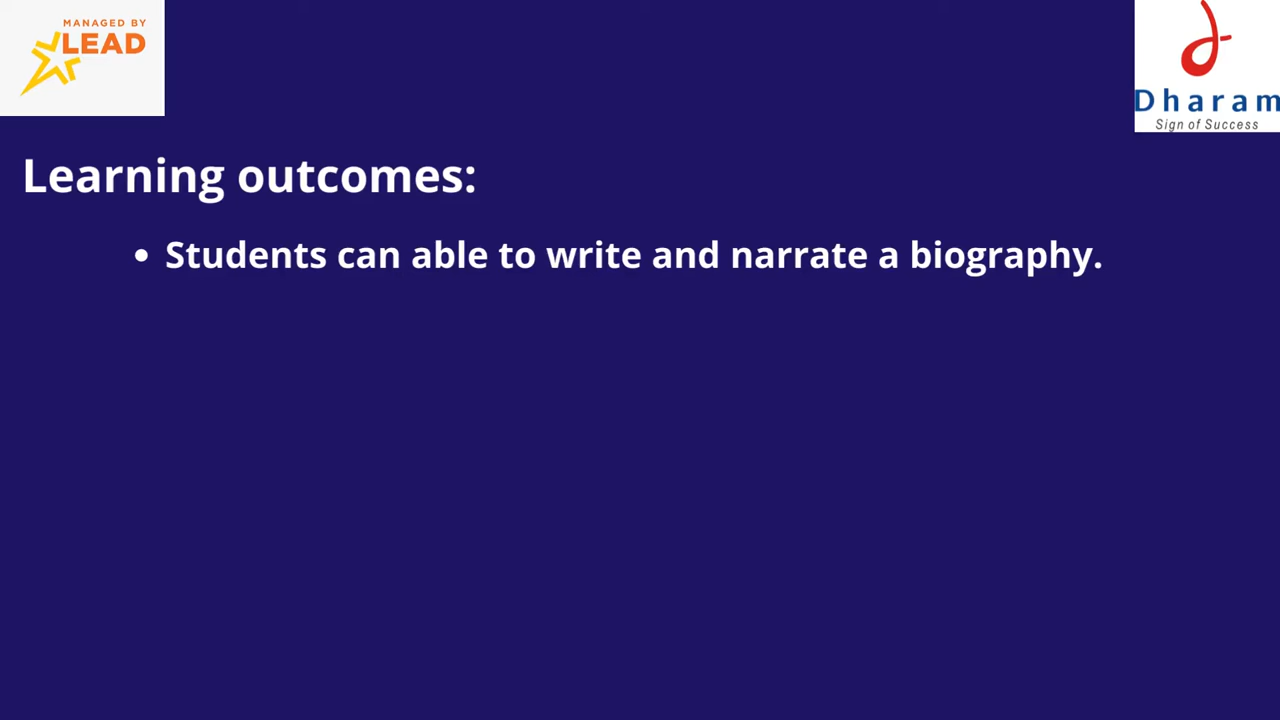 MANAGED BY
LEAD
Dharam
Sign of Success
Learning outcomes:
• Students can able to write and narrate a biography.